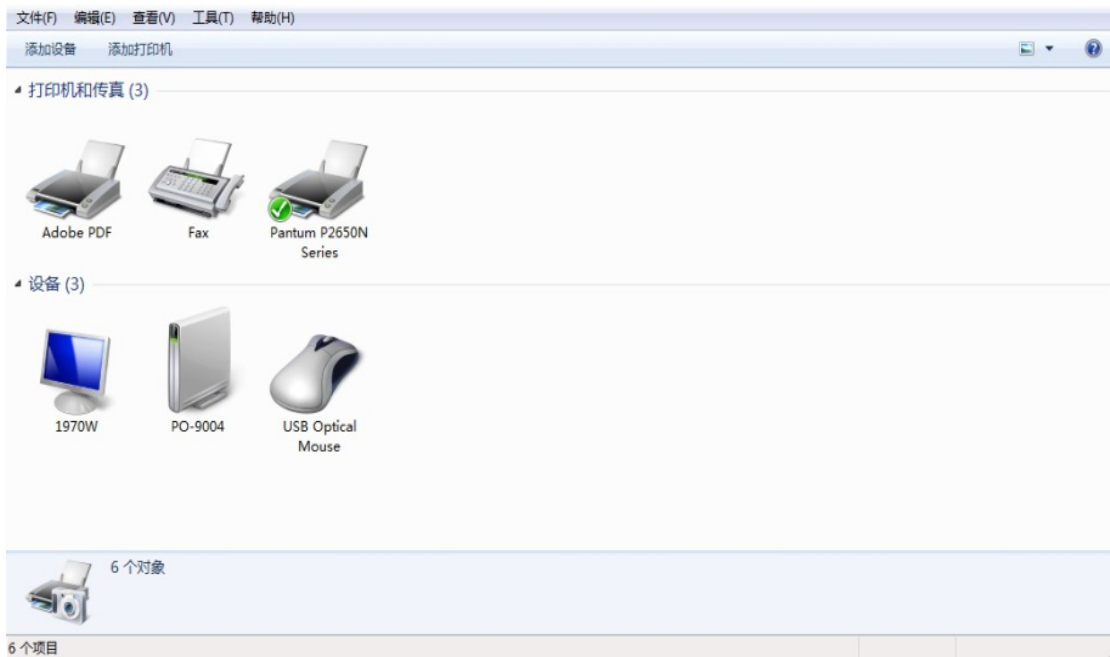 文件(F) 编辑(E) 查看(V) 工具(T) 帮助(H)
添加设备 添加打印机
打印机和传真 (3)
Adobe PDF Fax Pantum P2650N
Series
设备 (3)
1970W PO-9004 USB Optical
Mouse
6 个对象
6 个项目